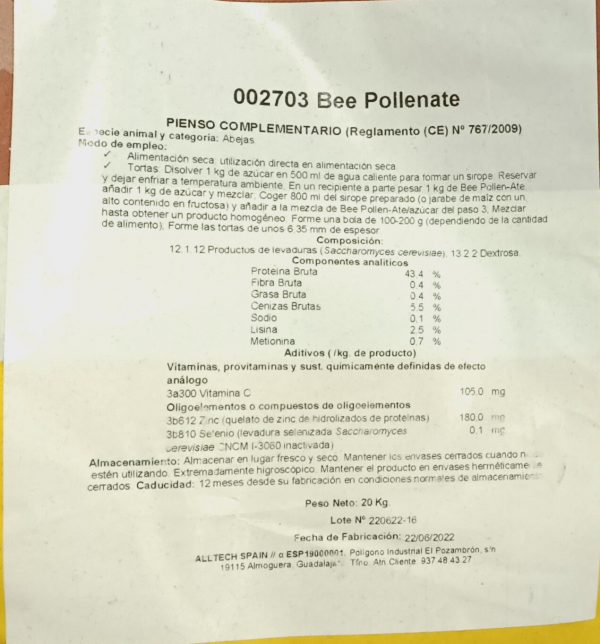 002703 Bee Pollenate
PIENSO COMPLEMENTARIO (Reglamento (CE) Nº 767/2009)
Especie animal y categoria: Abejas
Modo de empleo:
✓ Alimentación seca: utilización directa en alimentación seca
✓ Tortas: Disolver 1 kg de azúcar en 500 ml de agua caliente para formar un sirope. Reservar
y dejar enfriar a temperatura ambiente. En un recipiente a parte pesar 1 kg de Bee Pollen-Ate
añadir 1 kg de azúcar y mezclar. Coger 800 ml del sirope preparado (o jarabe de maíz con un
alto contenido en fructosa) y añadir a la mezcla de Bee Pollen-Ate/azúcar del paso 3. Mezclar
hasta obtener un producto homogéneo. Forme una bola de 100-200 g (dependiendo de la cantidad
de alimento). Forme las tortas de unos 6.35 mm de espesor
Composición:
12.1.12 Productos de levaduras (Saccharomyces cerevisiae), 13.2.2 Dextrosa.
Componentes analíticos
Proteína Bruta 43.4 %
Fibra Bruta 0.4 %
Grasa Bruta 0.4 %
Cenizas Brutas 5.5 %
Sodio 0.1 %
Lisina 2.5 %
Metionina 0.7 %
Aditivos (/kg. de producto)
Vitaminas, provitaminas y sust. químicamente definidas de efecto
análogo
3a300 Vitamina C 105.0 mg
Oligoelementos o compuestos de oligoelementos
3b612 Zinc (quelato de zinc de hidrolizados de proteínas) 180.0 mg
3b810 Selenio (levadura selenizada Saccharomyces 0.1 mg
cerevisiae CNCM I-3060 inactivada)
Almacenamiento: Almacenar en lugar fresco y seco. Mantener los envases cerrados cuando
estén utilizando. Extremadamente higroscópico. Mantener el producto en envases herméticame
cerrados. Caducidad: 12 meses desde su fabricación en condiciones normales de almacenamien
Peso Neto: 20 Kg
Lote Nº 220622-16
Fecha de Fabricación: 22/06/2022
ALLTECH SPAIN // α ESP19000001. Polígono Industrial El Pozambrón, s/n
19115 Almoguera. Guadalaja Tfno. Atn.Cliente: 937 48 43 27